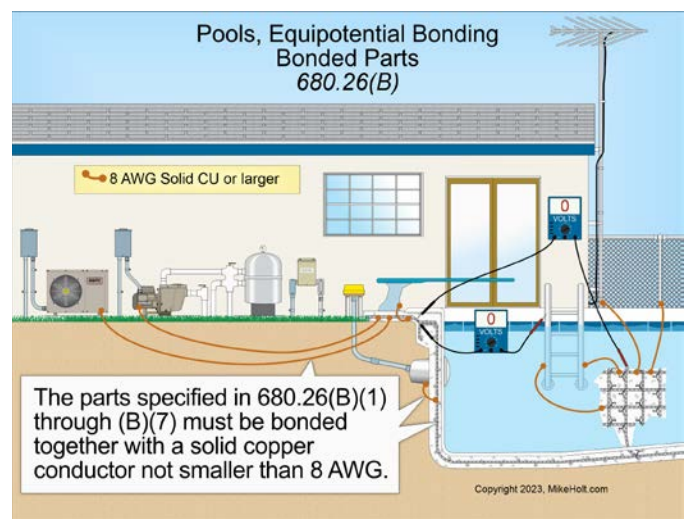 Pools, Equipotential Bonding
Bonded Parts
680.26(B)
8 AWG Solid CU or larger
0
VOLTS
0
VOLTS
The parts specified in 680.26(B)(1)
through (B)(7) must be bonded
together with a solid copper
conductor not smaller than 8 AWG.
Copyright 2023, MikeHolt.com